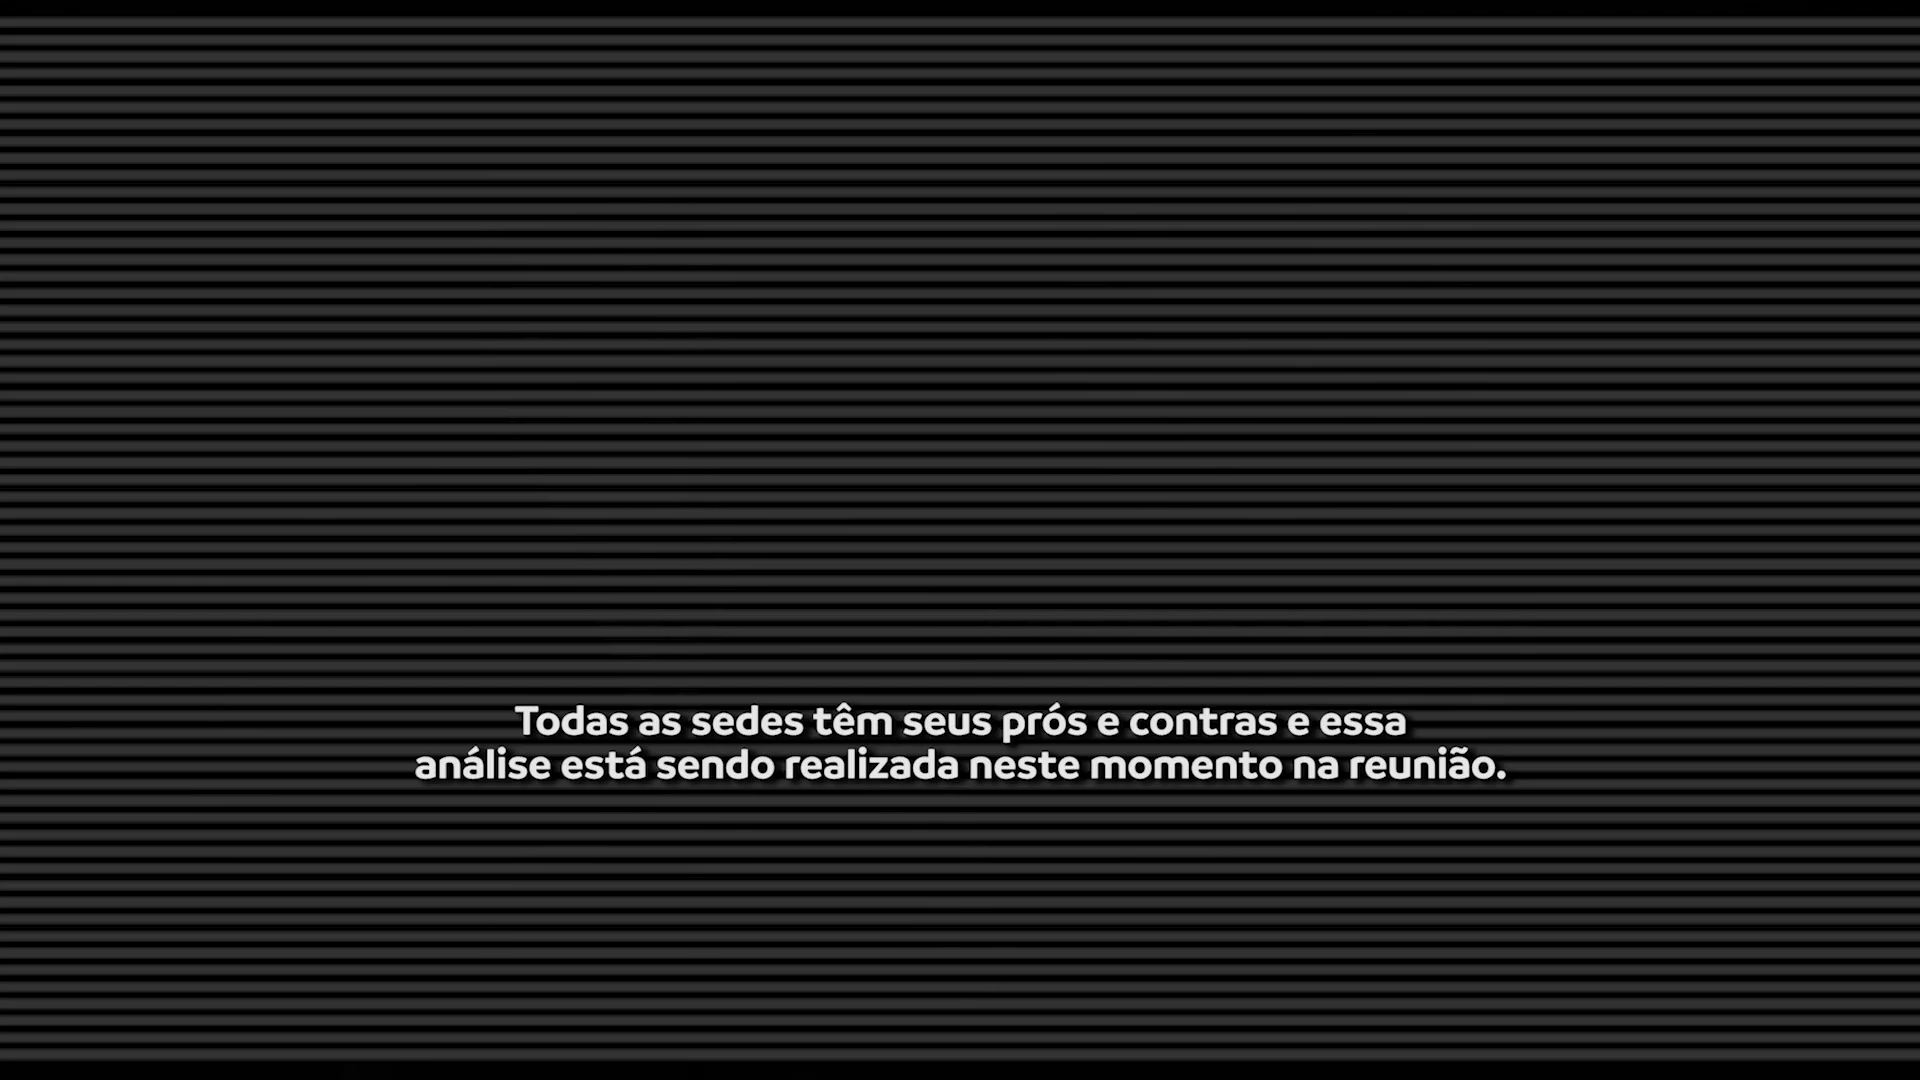 Todas as sedes têm seus prós e contras e essa
análise está sendo realizada neste momento na reunião.